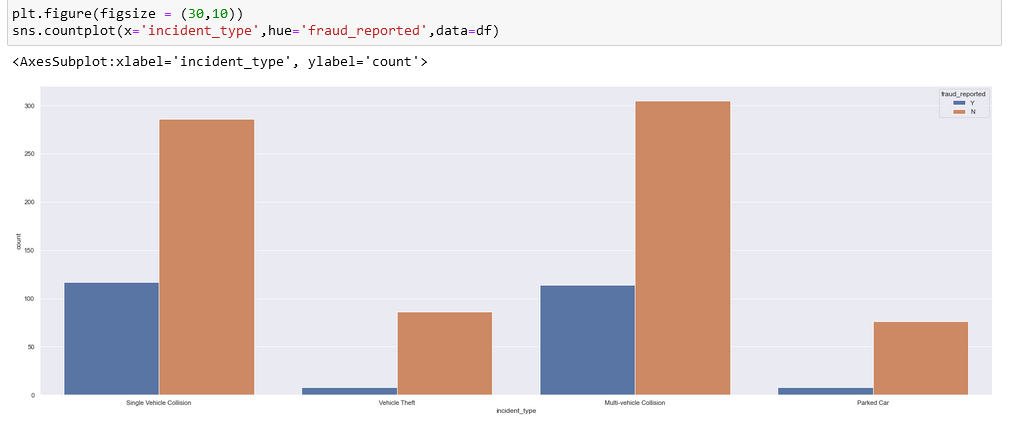 plt.figure(figsize = (30,10))
sns.countplot(x='incident_type',hue='fraud_reported',data=df)
<AxesSubplot:xlabel='incident_type', ylabel='count'>
fraud_reported
Y
N
300
250
200
150
100
50
0
count
Single Vehicle Collision
Vehicle Theft
Multi-vehicle Collision
Parked Car
incident_type